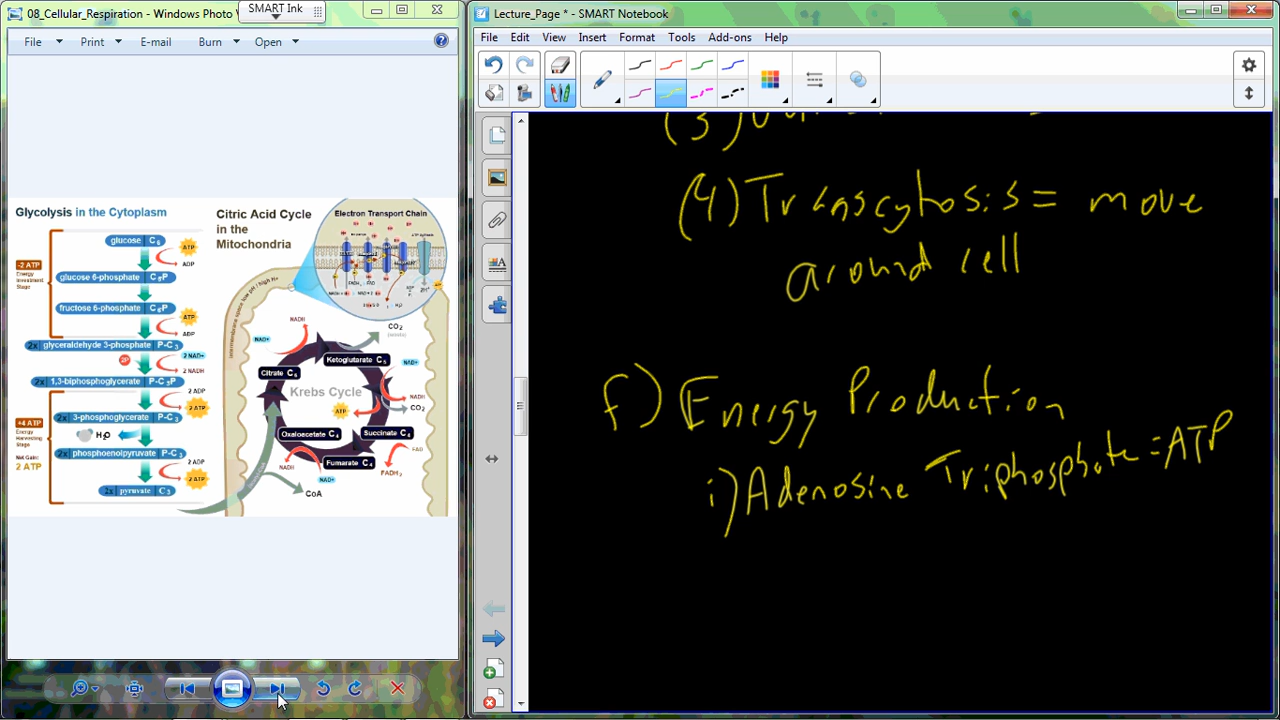 08_Cellular_Respiration - Windows Photo V
SMART Ink
File Print E-mail Burn Open
Glycolysis in the Cytoplasm
glucose C6
ATP
ADP
-2 ATP
Energy
Investment
Stage
glucose 6-phosphate C6P
fructose 6-phosphate C6P
ATP
ADP
2x glyceraldehyde 3-phosphate P-C3
2P
2 NAD+
2 NADH
2x 1,3-biphosphoglycerate P-C3P
2 ADP
2 ATP
+4 ATP
Energy
Harvesting
Stage
Net Gain:
2 ATP
2x 3-phosphoglycerate P-C3
H2O
2x phosphoenolpyruvate P-C3
2 ADP
2 ATP
2x pyruvate C3
Citric Acid Cycle
in the
Mitochondria
Electron Transport Chain
NADH
NAD+
CO2
Ketoglutarate C5
NAD+
NADH
CO2
Citrate C6
Krebs Cycle
ATP
Oxaloacetate C4
Succinate C4
FAD
FADH2
Fumarate C4
NADH
NAD+
CoA
Lecture_Page * - SMART Notebook
File Edit View Insert Format Tools Add-ons Help
(3)
(4) Transcytosis = move
around cell
f) Energy Production
i) Adenosine Triphosphate = ATP